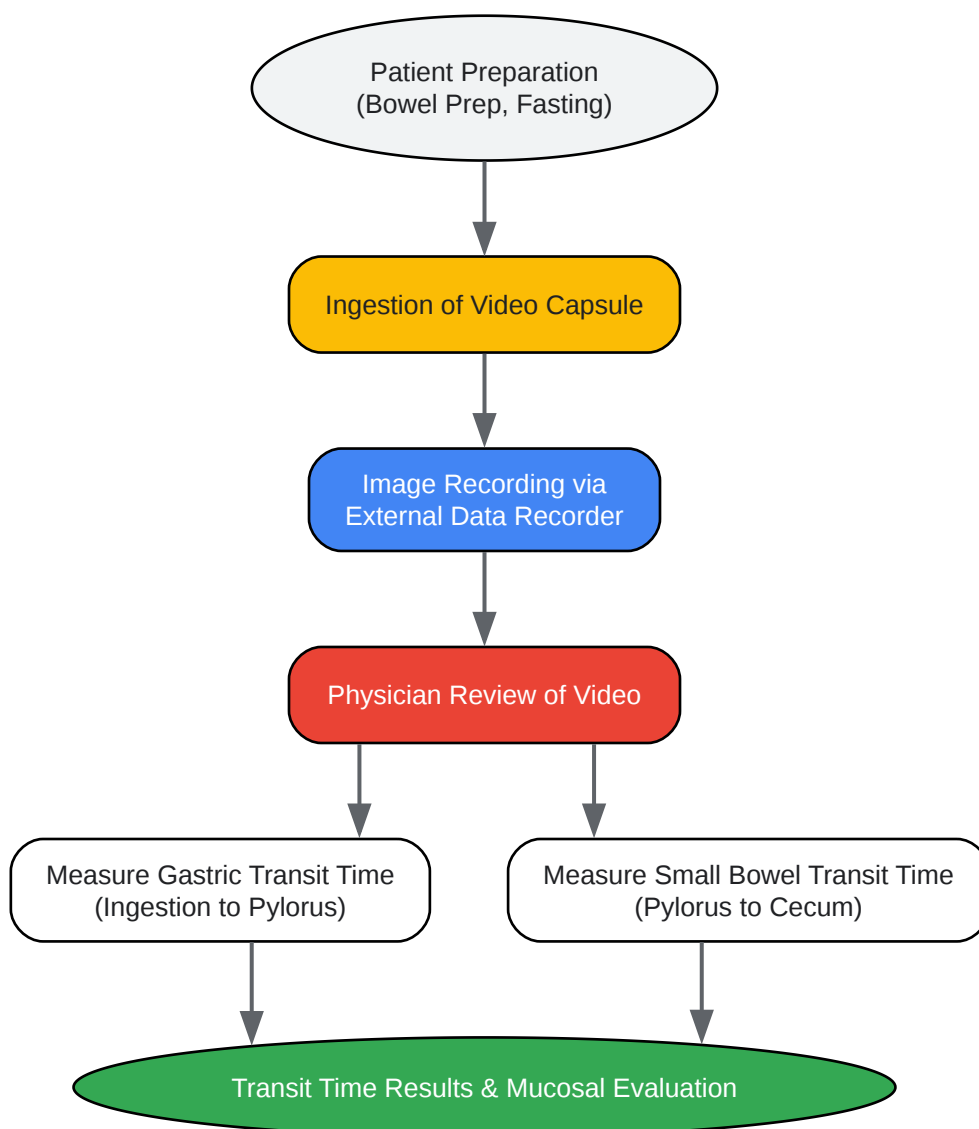 Patient Preparation
(Bowel Prep, Fasting)
Ingestion of Video Capsule
Image Recording via
External Data Recorder
Physician Review of Video
Measure Gastric Transit Time
(Ingestion to Pylorus)
Measure Small Bowel Transit Time
(Pylorus to Cecum)
Transit Time Results & Mucosal Evaluation